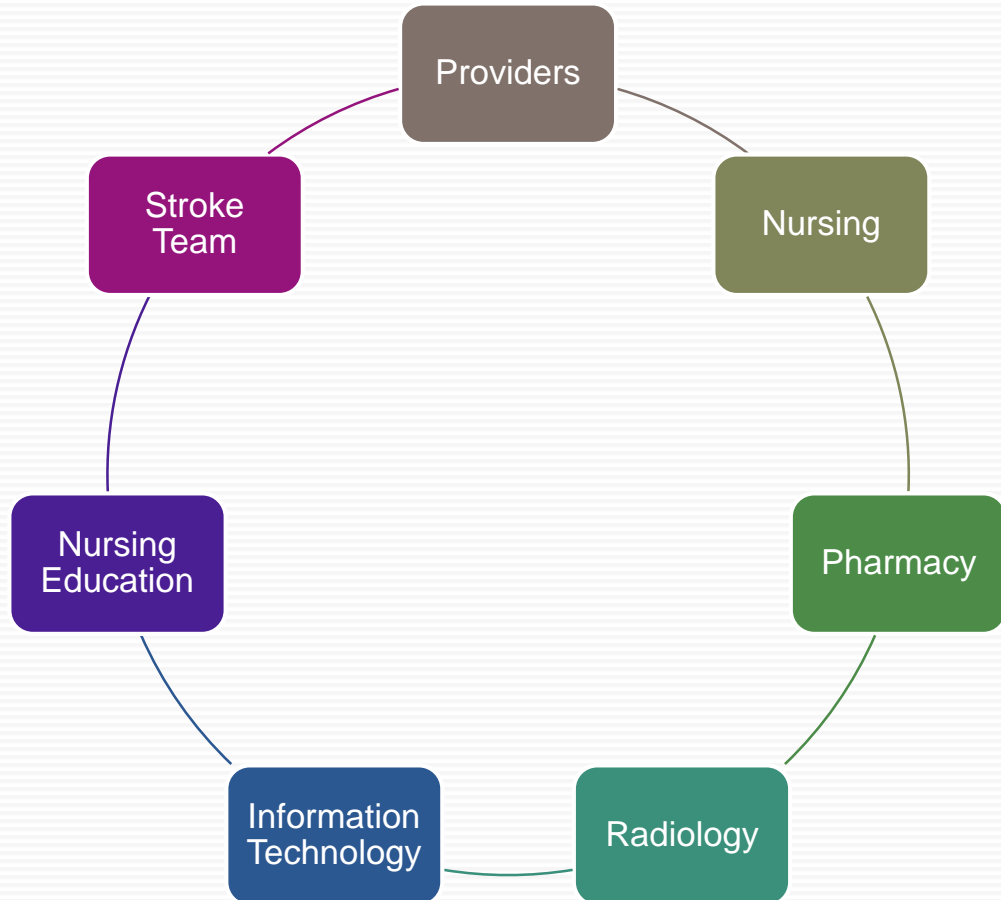 Providers
Nursing
Pharmacy
Radiology
Information
Technology
Nursing
Education
Stroke
Team